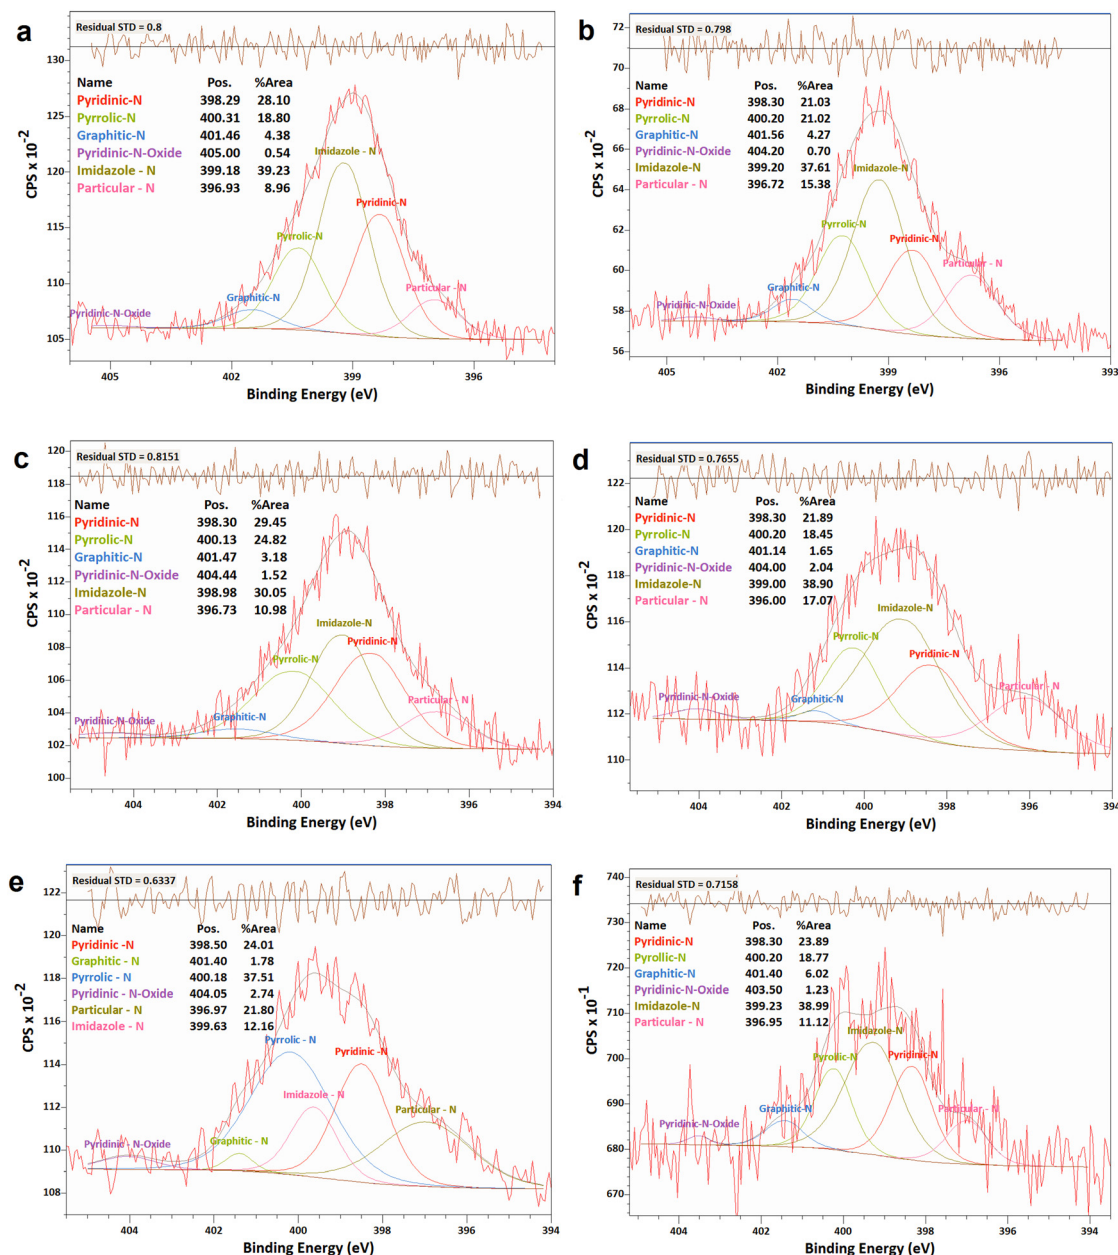 a
Residual STD = 0.8
Name Pos. %Area
Pyridinic-N 398.29 28.10
Pyrrolic-N 400.31 18.80
Graphitic-N 401.46 4.38
Pyridinic-N-Oxide 405.00 0.54
Imidazole - N 399.18 39.23
Particular - N 396.93 8.96
Imidazole - N
Pyridinic-N
Pyrrolic-N
Graphitic-N
Particular - N
Pyridinic-N-Oxide
130
125
120
115
110
105
CPS x 10-2
405 402 399 396
Binding Energy (eV)
b
Residual STD = 0.798
Name Pos. %Area
Pyridinic-N 398.30 21.03
Pyrrolic-N 400.20 21.02
Graphitic-N 401.56 4.27
Pyridinic-N-Oxide 404.20 0.70
Imidazole-N 399.20 37.61
Particular - N 396.72 15.38
Imidazole-N
Pyrrolic-N
Pyridinic-N
Particular - N
Graphitic-N
Pyridinic-N-Oxide
72
70
68
66
64
62
60
58
56
CPS x 10-2
405 402 399 396 393
Binding Energy (eV)
c
Residual STD = 0.8151
Name Pos. %Area
Pyridinic-N 398.30 29.45
Pyrrolic-N 400.13 24.82
Graphitic-N 401.47 3.18
Pyridinic-N-Oxide 404.44 1.52
Imidazole-N 398.98 30.05
Particular - N 396.73 10.98
Imidazole-N
Pyridinic-N
Pyrrolic-N
Particular - N
Graphitic-N
Pyridinic-N-Oxide
120
118
116
114
112
110
108
106
104
102
100
CPS x 10-2
404 402 400 398 396 394
Binding Energy (eV)
d
Residual STD = 0.7655
Name Pos. %Area
Pyridinic-N 398.30 21.89
Pyrrolic-N 400.20 18.45
Graphitic-N 401.14 1.65
Pyridinic-N-Oxide 404.00 2.04
Imidazole-N 399.00 38.90
Particular - N 396.00 17.07
Imidazole-N
Pyrrolic-N
Pyridinic-N
Particular - N
Pyridinic-N-Oxide
Graphitic-N
122
120
118
116
114
112
110
CPS x 10-2
404 402 400 398 396 394
Binding Energy (eV)
e
Residual STD = 0.6337
Name Pos. %Area
Pyridinic -N 398.50 24.01
Graphitic - N 401.40 1.78
Pyrrolic - N 400.18 37.51
Pyridinic - N-Oxide 404.05 2.74
Particular - N 396.97 21.80
Imidazole - N 399.63 12.16
Pyrrolic - N
Pyridinic -N
Imidazole - N
Particular - N
Graphitic - N
Pyridinic - N-Oxide
122
120
118
116
114
112
110
108
CPS x 10-2
404 402 400 398 396 394
Binding Energy (eV)
f
Residual STD = 0.7158
Name Pos. %Area
Pyridinic-N 398.30 23.89
Pyrollic-N 400.20 18.77
Graphitic-N 401.40 6.02
Pyridinic-N-Oxide 403.50 1.23
Imidazole-N 399.23 38.99
Particular - N 396.95 11.12
Imidazole-N
Pyrollic-N
Pyridinic-N
Graphitic-N
Particular - N
Pyridinic-N-Oxide
740
730
720
710
700
690
680
670
CPS x 10-1
404 402 400 398 396 394
Binding Energy (eV)